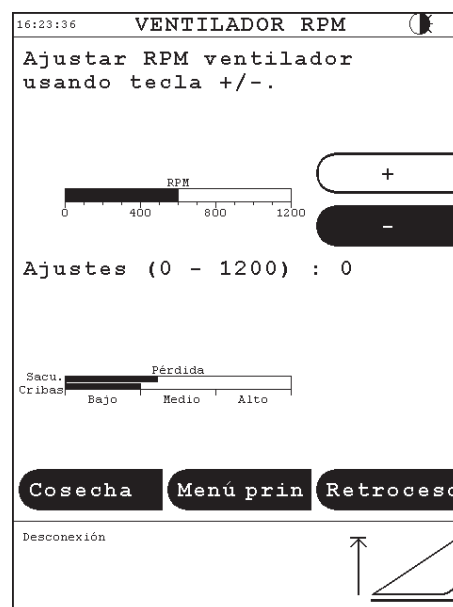 16:23:36 VENTILADOR RPM
Ajustar RPM ventilador
usando tecla +/-.
RPM
0 400 800 1200
+
-
Ajustes (0 - 1200) : 0
Pérdida
Sacu.
Cribas
Bajo Medio Alto
Cosecha Menú prin Retroceso
Desconexión